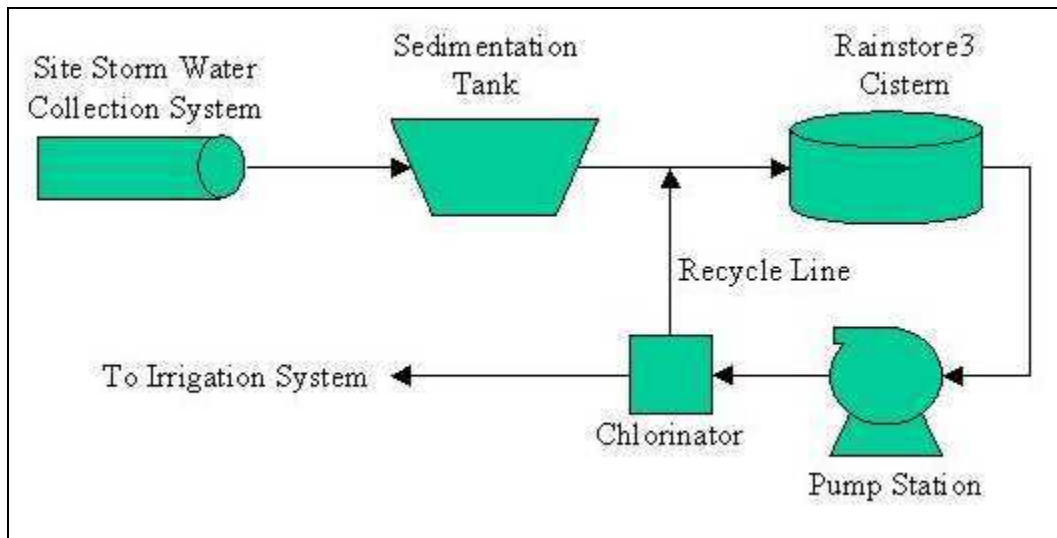 Site Storm Water
Collection System
Sedimentation
Tank
Rainstore3
Cistern
Recycle Line
To Irrigation System
Chlorinator
Pump Station